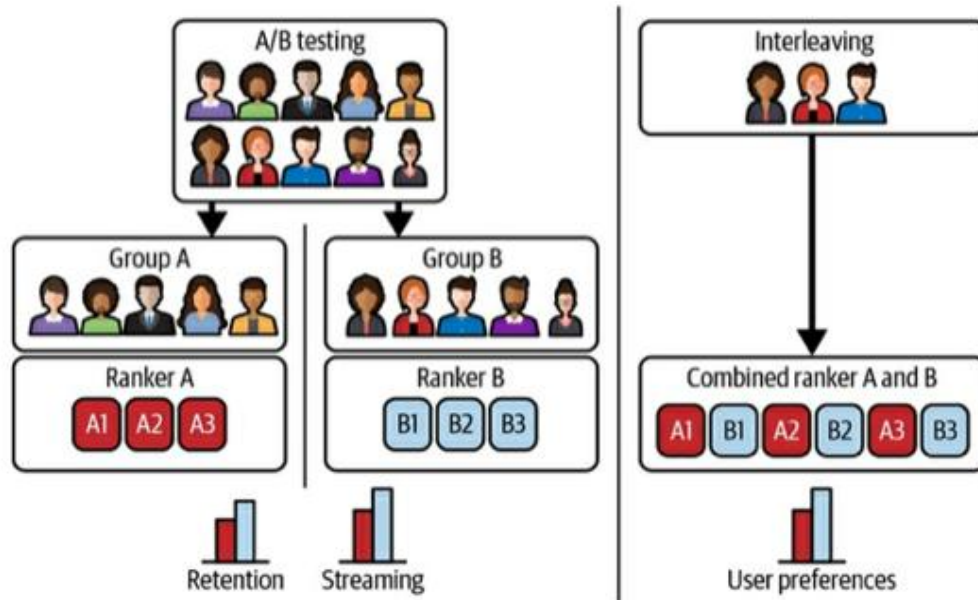 A/B testing
Group A
Ranker A
A1 A2 A3
Group B
Ranker B
B1 B2 B3
Retention
Streaming
Interleaving
Combined ranker A and B
A1 B1 A2 B2 A3 B3
User preferences